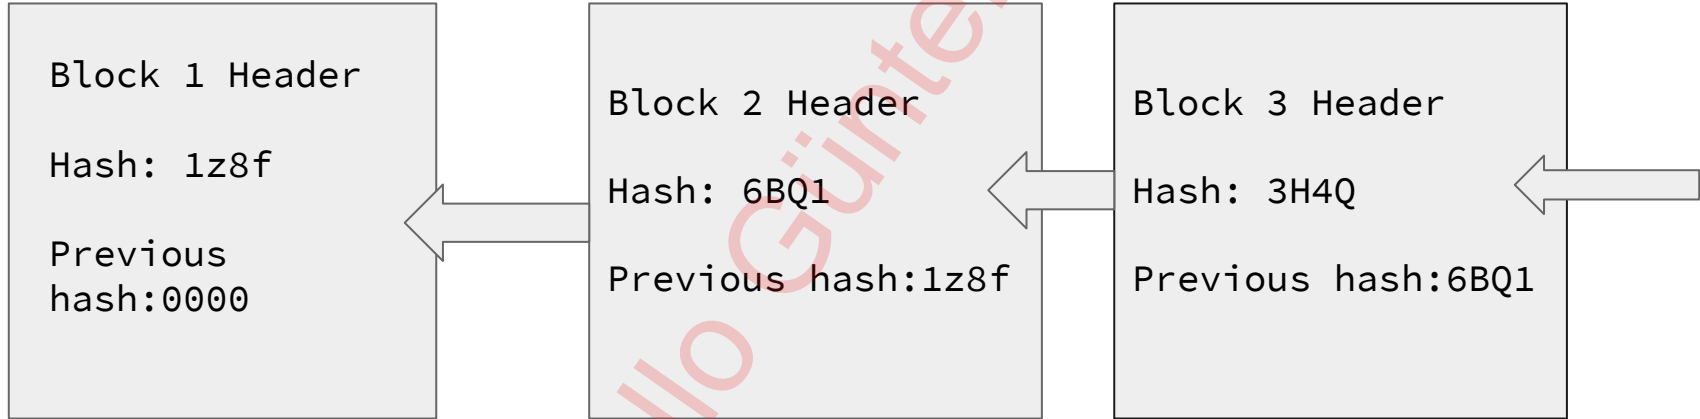 Block 1 Header
Hash: 1z8f
Previous
hash:0000
Block 2 Header
Hash: 6BQ1
Previous hash:1z8f
Block 3 Header
Hash: 3H4Q
Previous hash:6BQ1